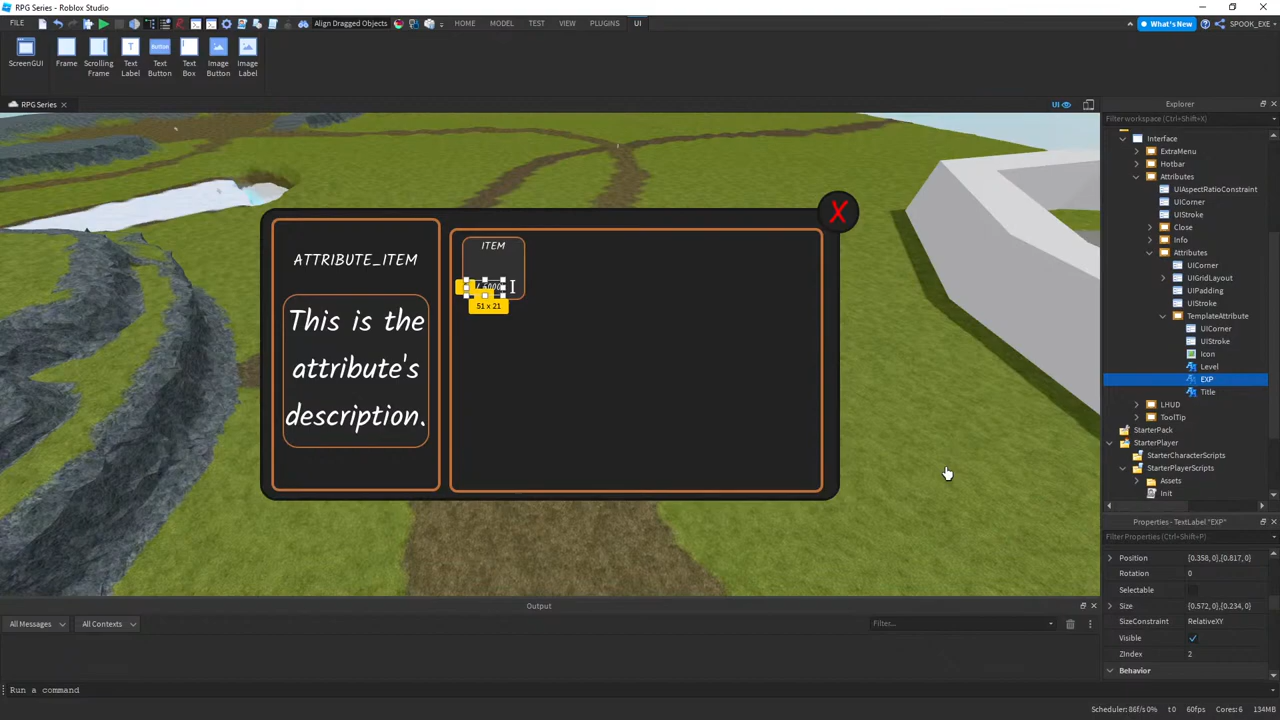 RPG Series - Roblox Studio
FILE
Align Dragged Objects
HOME
MODEL
TEST
VIEW
PLUGINS
UI
What's New
SPOOK_EXE
ScreenGUI
Frame
Scrolling Frame
Text Label
Button
Text Button
Text Box
Image Button
Image Label
RPG Series
UI
Explorer
Filter workspace (Ctrl+Shift+X)
Interface
ExtraMenu
Hotbar
Attributes
UIAspectRatioConstraint
UICorner
UIStroke
Close
Info
Attributes
UICorner
UIGridLayout
UIPadding
UIStroke
TemplateAttribute
UICorner
UIStroke
Icon
Level
EXP
Title
LHUD
ToolTip
StarterPack
StarterPlayer
StarterCharacterScripts
StarterPlayerScripts
Assets
Init
X
ATTRIBUTE_ITEM
This is the
attribute's
description.
ITEM
51 x 21
Properties - TextLabel "EXP"
Filter Properties (Ctrl+Shift+P)
Position {0.358, 0},{0.817, 0}
Rotation 0
Selectable
Size {0.572, 0},{0.234, 0}
SizeConstraint RelativeXY
Visible
ZIndex 2
Behavior
Output
All Messages
All Contexts
Filter...
Run a command
Scheduler: 86f/s 0% t 0 60fps Cores: 6 134MB